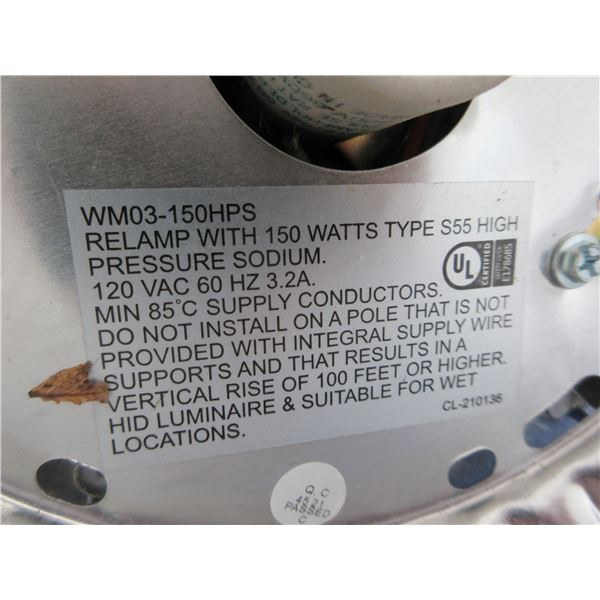 WM03-150HPS
RELAMP WITH 150 WATTS TYPE S55 HIGH
PRESSURE SODIUM.
120 VAC 60 HZ 3.2A.
MIN 85°C SUPPLY CONDUCTORS.
DO NOT INSTALL ON A POLE THAT IS NOT
PROVIDED WITH INTEGRAL SUPPLY WIRE
SUPPORTS AND THAT RESULTS IN A
VERTICAL RISE OF 100 FEET OR HIGHER.
HID LUMINAIRE & SUITABLE FOR WET
LOCATIONS.
UL
CERTIFIED
E178685
CL-210136